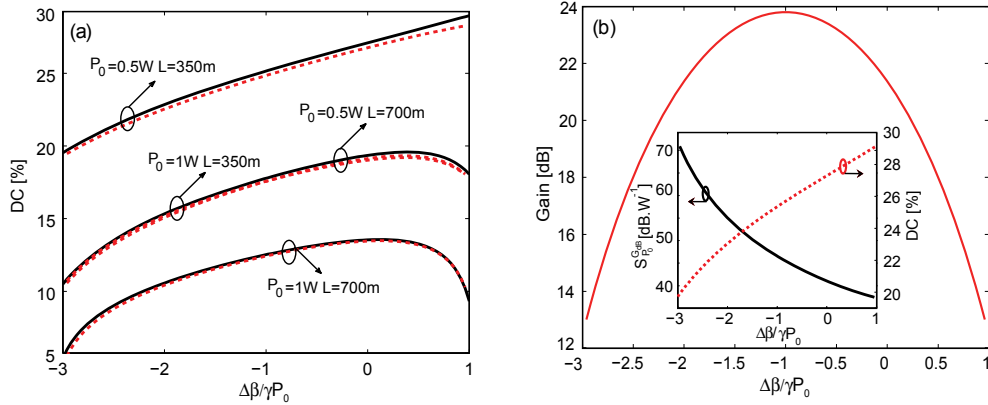 (a)
DC [%]
30
25
20
15
10
5
P0=0.5W L=350m
P0=0.5W L=700m
P0=1W L=350m
P0=1W L=700m
-3 -2 -1 0 1
Δβ/γP0
(b)
Gain [dB]
24
22
20
18
16
14
12
-3 -2.5 -2 -1.5 -1 -0.5 0 0.5 1
Δβ/γP0
S_P0^GdB [dB.W^-1]
70
60
50
40
DC [%]
30
28
26
24
22
20
-3 -2 -1 0 1
Δβ/γP0